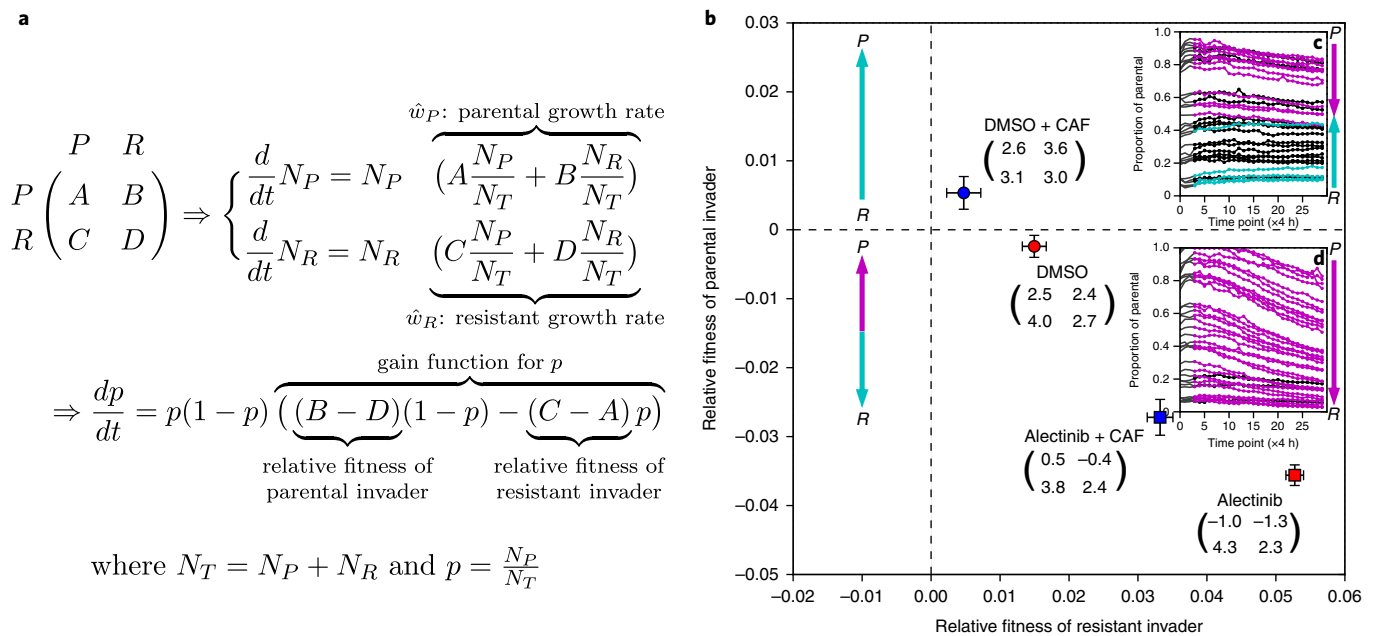 a
ŵ_P: parental growth rate
P R
P ( A B ) ⇒ { d/dt N_P = N_P (A N_P/N_T + B N_R/N_T)
R ( C D ) d/dt N_R = N_R (C N_P/N_T + D N_R/N_T)
ŵ_R: resistant growth rate
gain function for p
⇒ dp/dt = p(1 − p) ( (B − D)(1 − p) − (C − A) p )
relative fitness of
parental invader
relative fitness of
resistant invader
where N_T = N_P + N_R and p = N_P/N_T
b
Relative fitness of parental invader
0.03
0.02
0.01
0
−0.01
−0.02
−0.03
−0.04
−0.05
−0.02 −0.01 0.00 0.01 0.02 0.03 0.04 0.05 0.06
Relative fitness of resistant invader
P
R
P
R
DMSO + CAF
2.6 3.6
3.1 3.0
DMSO
2.5 2.4
4.0 2.7
Alectinib + CAF
0.5 −0.4
3.8 2.4
Alectinib
−1.0 −1.3
4.3 2.3
c
Proportion of parental
1.0
0.8
0.6
0.4
0.2
0
0 5 10 15 20 25
Time point (×4 h)
P
R
d
Proportion of parental
1.0
0.8
0.6
0.4
0.2
0
0 5 10 15 20 25
Time point (×4 h)
P
R